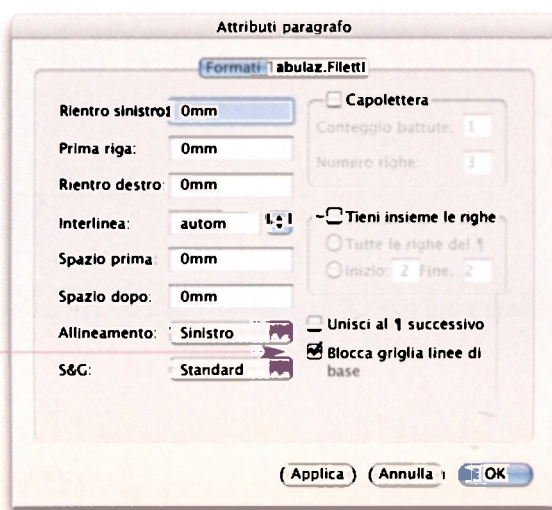 Attributi paragrafo
Formati Tabulaz. Filetti
Rientro sinistro: 0mm
Prima riga: 0mm
Rientro destro: 0mm
Interlinea: autom
Spazio prima: 0mm
Spazio dopo: 0mm
Allineamento: Sinistro
S&G: Standard
Capolettera
Conteggio battute: 1
Numero righe: 3
Tieni insieme le righe
Tutte le righe del ¶
Inizio: 2 Fine: 2
Unisci al ¶ successivo
Blocca griglia linee di
base
Applica Annulla OK